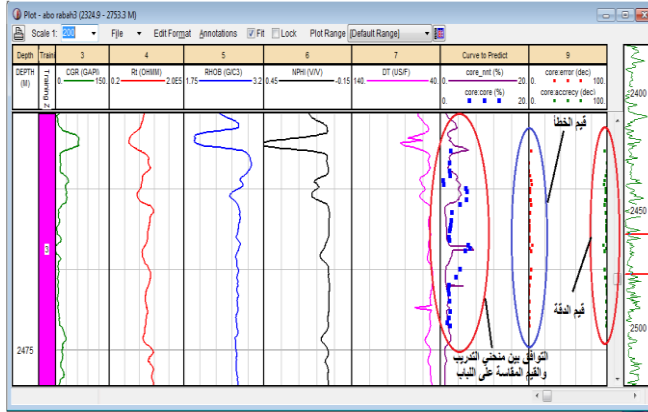 Plot - abo rabah3 (2324.9 - 2753.3 M)
Scale 1: 200 File Edit Format Annotations Fit Lock Plot Range [Default Range]
Depth Train 3 4 5 6 7 Curve to Predict 9
DEPTH (M) Training Z CGR (GAPI) Rt (OHMM) RHOB (G/C3) NPHI (V/V) DT (US/F) core_nnt (%) core:error (dec)
0. 150. 0.2 2.0E5 1.75 3.2 0.45 -0.15 140. 40. 0. 20. 0. 100.
core:core (%) core:accrecy (dec)
0. 20. 0. 100.
2400
قيم الخطأ
2450
3
قيم الدقة
2500
2475
التوافق بين منحني التدريب
والقيم المقاسة على اللباب